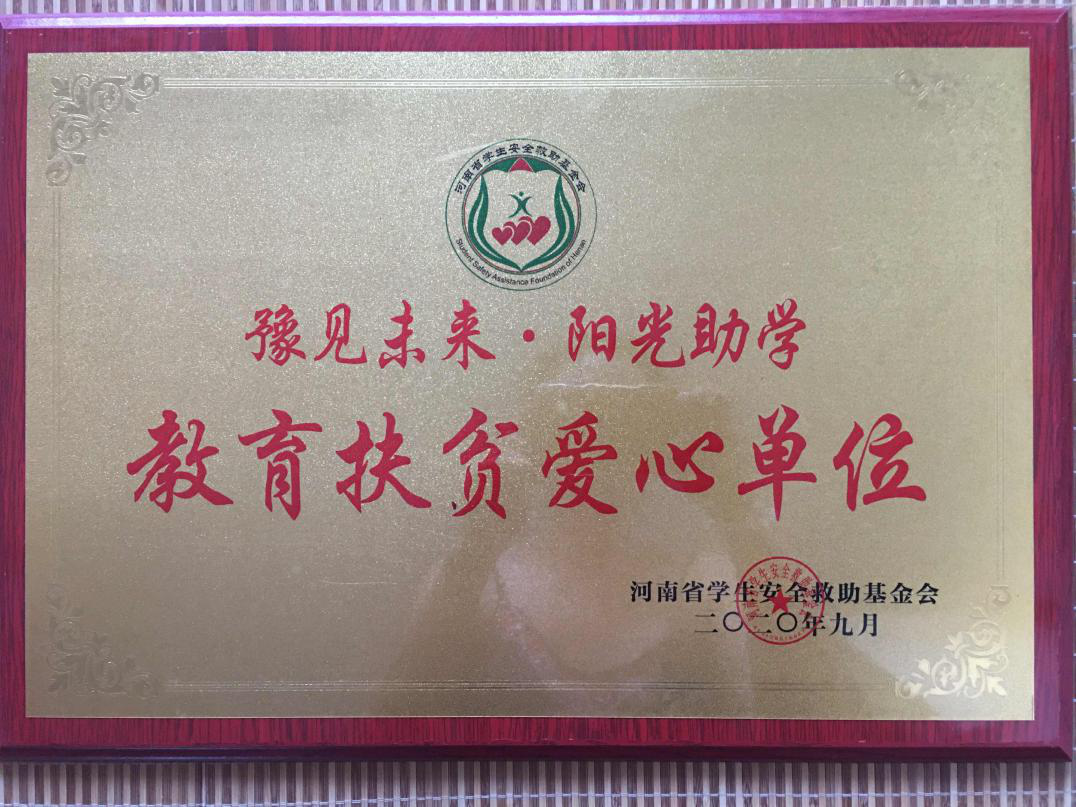 河南省学生安全救助基金会
Student Safety Assistance Foundation of Henan
豫见未来·阳光助学
教育扶贫爱心单位
河南省学生安全救助基金会
二〇二〇年九月